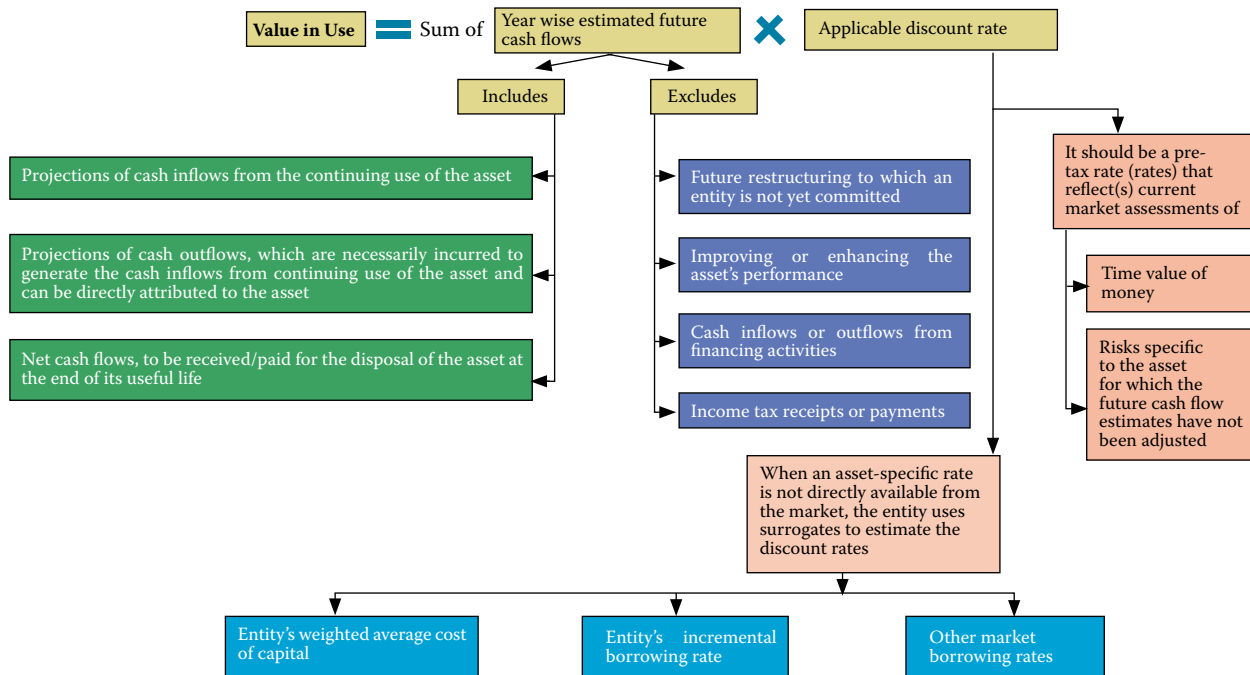 Value in Use = Sum of Year wise estimated future
cash flows × Applicable discount rate
Includes
Excludes
Projections of cash inflows from the continuing use of the asset
Projections of cash outflows, which are necessarily incurred to
generate the cash inflows from continuing use of the asset and
can be directly attributed to the asset
Net cash flows, to be received/paid for the disposal of the asset at
the end of its useful life
Future restructuring to which an
entity is not yet committed
Improving or enhancing the
asset's performance
Cash inflows or outflows from
financing activities
Income tax receipts or payments
It should be a pre-
tax rate (rates) that
reflect(s) current
market assessments of
Time value of
money
Risks specific
to the asset
for which the
future cash flow
estimates have not
been adjusted
When an asset-specific rate
is not directly available from
the market, the entity uses
surrogates to estimate the
discount rates
Entity's weighted average cost
of capital
Entity's incremental
borrowing rate
Other market
borrowing rates